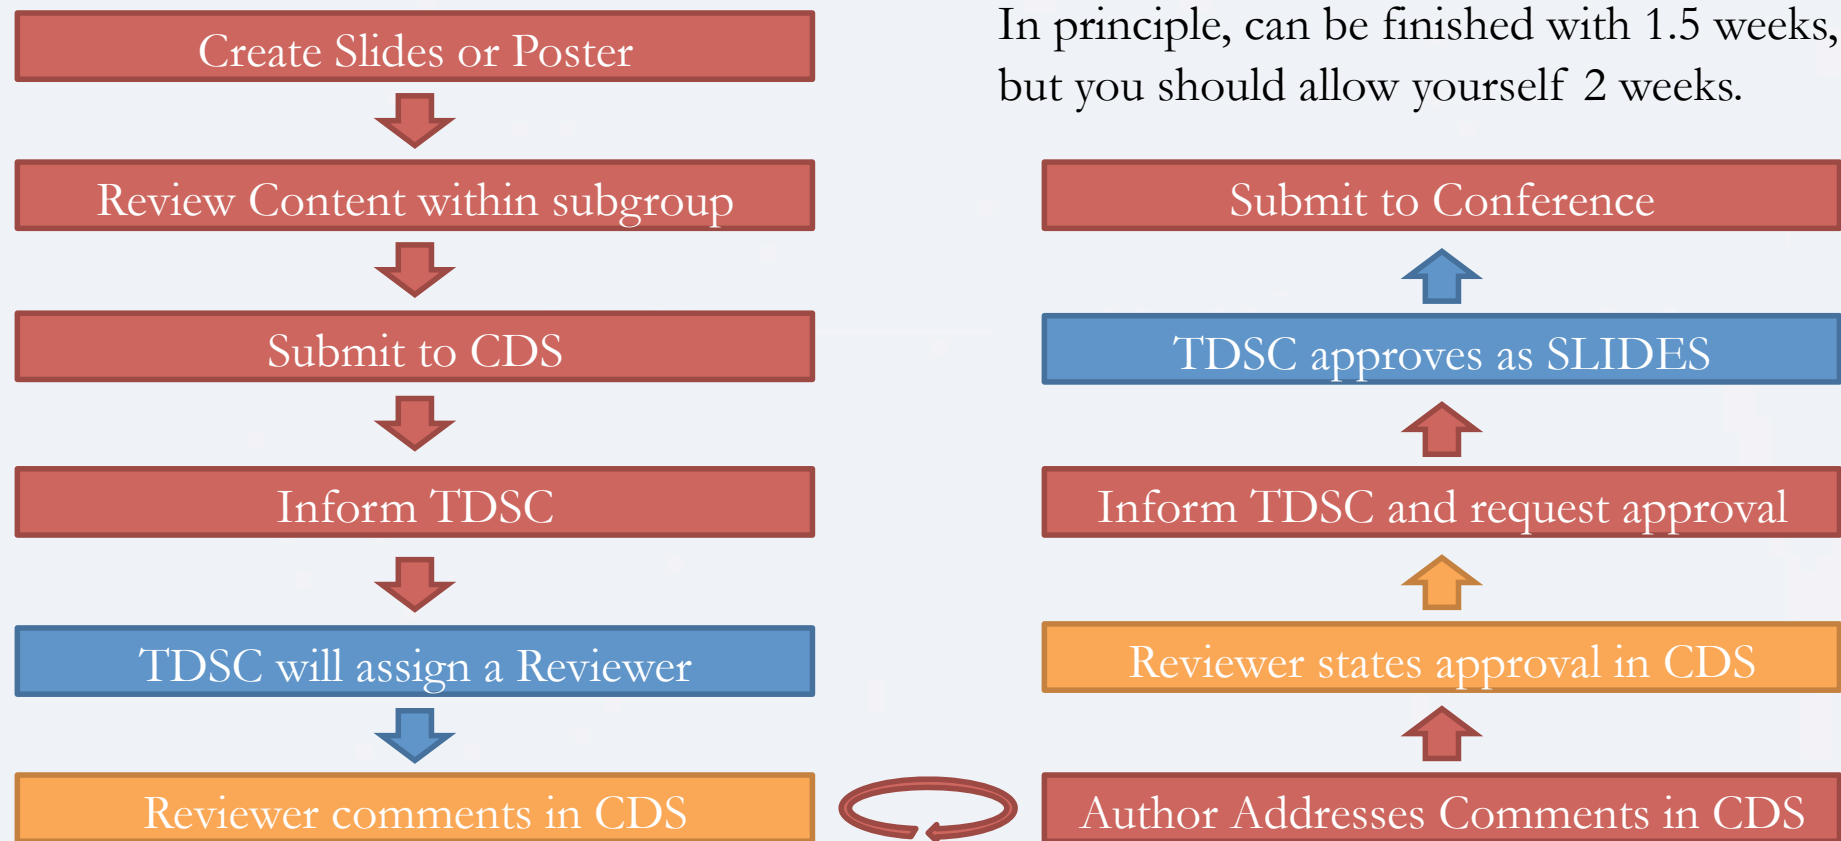 Create Slides or Poster
Review Content within subgroup
Submit to CDS
Inform TDSC
TDSC will assign a Reviewer
Reviewer comments in CDS
In principle, can be finished with 1.5 weeks,
but you should allow yourself 2 weeks.
Submit to Conference
TDSC approves as SLIDES
Inform TDSC and request approval
Reviewer states approval in CDS
Author Addresses Comments in CDS